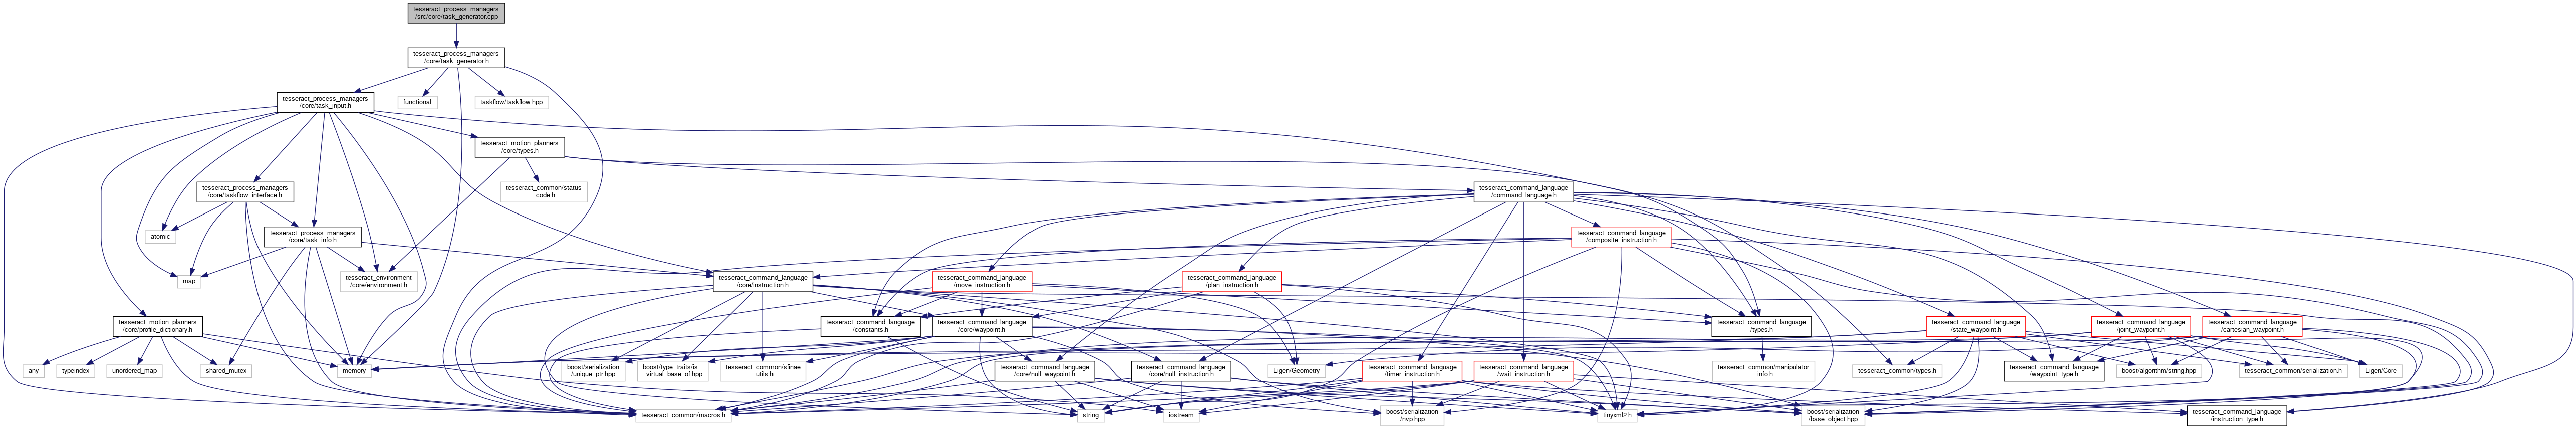 tesseract_process_managers
/src/core/task_generator.cpp
tesseract_process_managers
/core/task_generator.h
tesseract_process_managers
/core/task_input.h
functional
taskflow/taskflow.hpp
tesseract_motion_planners
/core/types.h
tesseract_process_managers
/core/taskflow_interface.h
tesseract_common/status
_code.h
tesseract_command_language
/command_language.h
atomic
tesseract_process_managers
/core/task_info.h
tesseract_command_language
/composite_instruction.h
map
tesseract_environment
/core/environment.h
tesseract_command_language
/core/instruction.h
tesseract_command_language
/move_instruction.h
tesseract_command_language
/plan_instruction.h
tesseract_motion_planners
/core/profile_dictionary.h
tesseract_command_language
/constants.h
tesseract_command_language
/core/waypoint.h
tesseract_command_language
/types.h
tesseract_command_language
/state_waypoint.h
tesseract_command_language
/joint_waypoint.h
tesseract_command_language
/cartesian_waypoint.h
any
typeindex
unordered_map
shared_mutex
memory
boost/serialization
/unique_ptr.hpp
boost/type_traits/is
_virtual_base_of.hpp
tesseract_common/sfinae
_utils.h
tesseract_command_language
/core/null_waypoint.h
tesseract_command_language
/core/null_instruction.h
Eigen/Geometry
tesseract_command_language
/timer_instruction.h
tesseract_command_language
/wait_instruction.h
tesseract_common/manipulator
_info.h
tesseract_common/types.h
tesseract_command_language
/waypoint_type.h
boost/algorithm/string.hpp
tesseract_common/serialization.h
Eigen/Core
tesseract_common/macros.h
string
iostream
boost/serialization
/nvp.hpp
tinyxml2.h
boost/serialization
/base_object.hpp
tesseract_command_language
/instruction_type.h